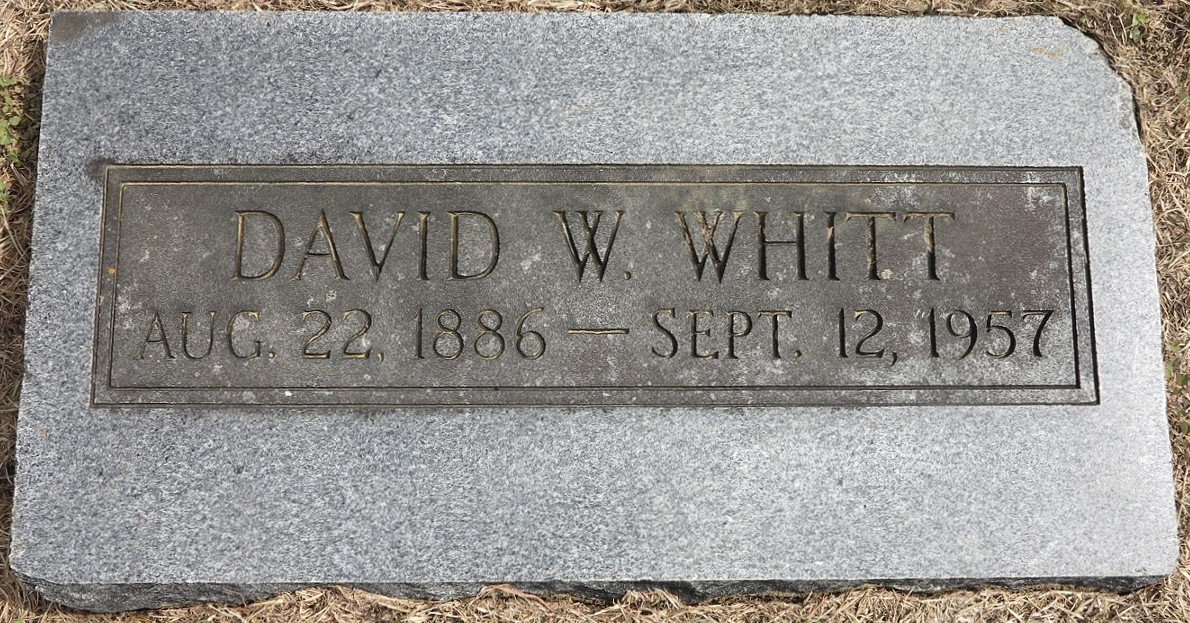 DAVID W. WHITT
AUG. 22, 1886 — SEPT. 12, 1957